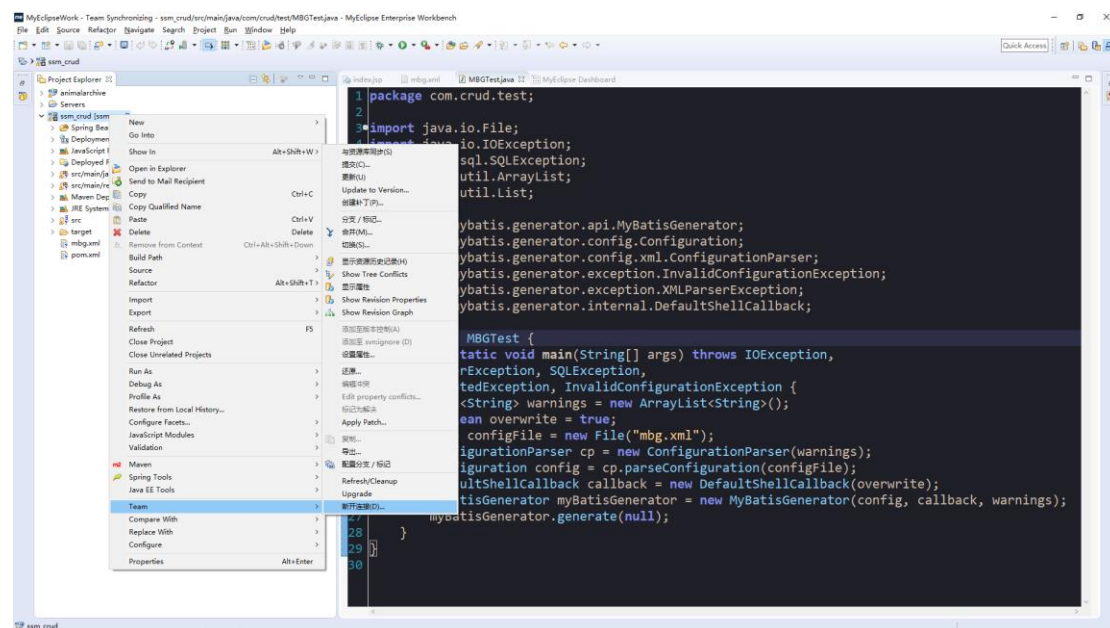 MyEclipseWork - Team Synchronizing - ssm_crud/src/main/java/com/crud/test/MBGTest.java - MyEclipse Enterprise Workbench
File Edit Source Refactor Navigate Search Project Run Window Help
Quick Access
ssm_crud
Project Explorer
animalarchive
Servers
ssm_crud [ssm
Spring Bea
Deploymen
JavaScript
Deployed
src/main/ja
src/main/re
Maven Dep
JRE System
src
target
mbg.xml
pom.xml
New
Go Into
Show In Alt+Shift+W
Open in Explorer
Send to Mail Recipient
Copy Ctrl+C
Copy Qualified Name
Paste Ctrl+V
Delete Delete
Remove from Context Ctrl+Alt+Shift+Down
Build Path
Source
Refactor Alt+Shift+T
Import
Export
Refresh F5
Close Project
Close Unrelated Projects
Run As
Debug As
Profile As
Restore from Local History...
Configure Facets...
JavaScript Modules
Validation
Maven
Spring Tools
Java EE Tools
Team
Compare With
Replace With
Configure
Properties Alt+Enter
与资源库同步(S)
提交(C)...
更新(U)
Update to Version...
创建补丁(P)...
分支 / 标记...
合并(M)...
切换(S)...
显示资源历史记录(H)
Show Tree Conflicts
显示属性
Show Revision Properties
Show Revision Graph
添加至版本控制(A)
添加至 svn:ignore (D)
设置属性...
还原...
编辑冲突
Edit property conflicts...
标记为解决
Apply Patch...
复制...
导出...
配置分支 / 标记
Refresh/Cleanup
Upgrade
断开连接(D)...
index.jsp mbg.xml MBGTest.java MyEclipse Dashboard
1 package com.crud.test;
2
3 import java.io.File;
import java.io.IOException;
sql.SQLException;
util.ArrayList;
util.List;
ybatis.generator.api.MyBatisGenerator;
ybatis.generator.config.Configuration;
ybatis.generator.config.xml.ConfigurationParser;
ybatis.generator.exception.InvalidConfigurationException;
ybatis.generator.exception.XMLParserException;
ybatis.generator.internal.DefaultShellCallback;
MBGTest {
tatic void main(String[] args) throws IOException,
rException, SQLException,
tedException, InvalidConfigurationException {
<String> warnings = new ArrayList<String>();
ean overwrite = true;
configFile = new File("mbg.xml");
igurationParser cp = new ConfigurationParser(warnings);
iguration config = cp.parseConfiguration(configFile);
ultShellCallback callback = new DefaultShellCallback(overwrite);
tisGenerator myBatisGenerator = new MyBatisGenerator(config, callback, warnings);
27 myBatisGenerator.generate(null);
28 }
29 }
30
ssm_crud